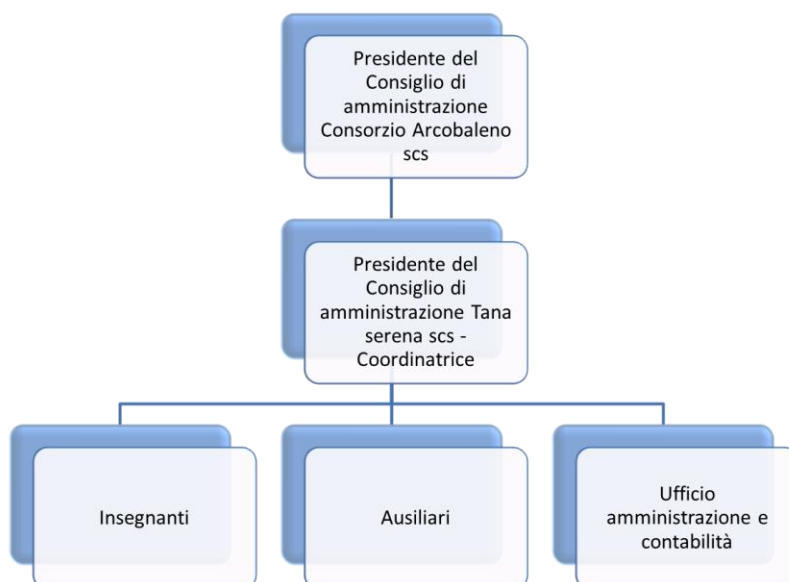 Presidente del
Consiglio di
amministrazione
Consorzio Arcobaleno
scs
Presidente del
Consiglio di
amministrazione Tana
serena scs -
Coordinatrice
Insegnanti
Ausiliari
Ufficio
amministrazione e
contabilità